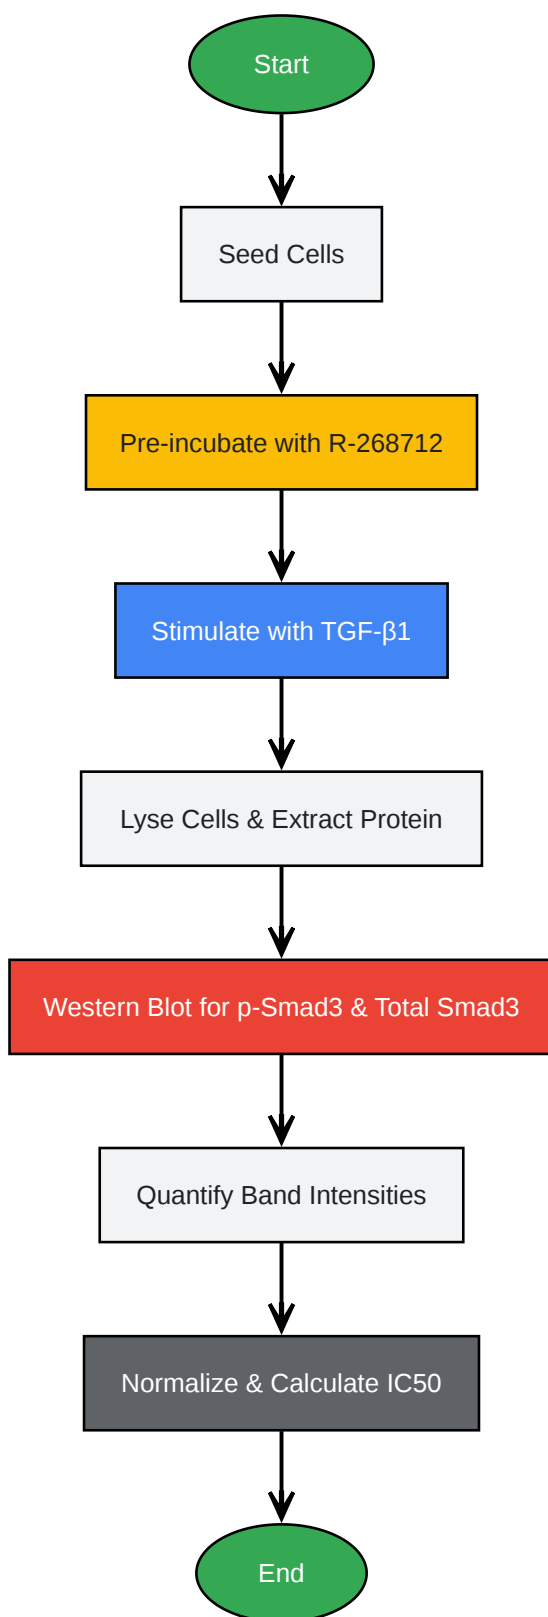 Start
Seed Cells
Pre-incubate with R-268712
Stimulate with TGF-β1
Lyse Cells & Extract Protein
Western Blot for p-Smad3 & Total Smad3
Quantify Band Intensities
Normalize & Calculate IC50
End